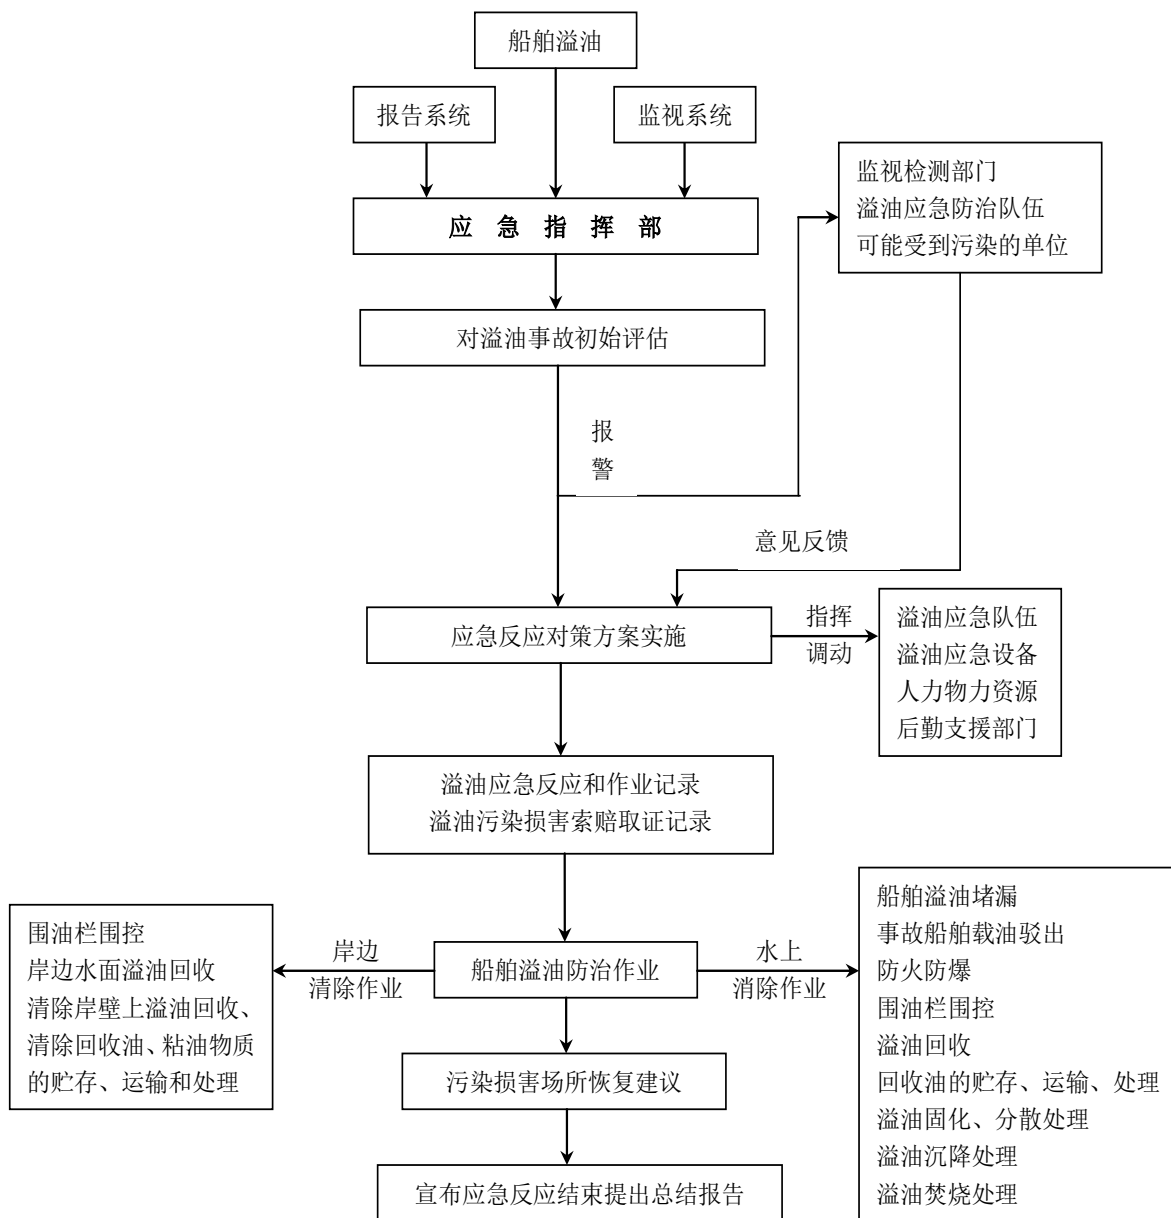 船舶溢油
报告系统
监视系统
应 急 指 挥 部
监视检测部门
溢油应急防治队伍
可能受到污染的单位
对溢油事故初始评估
报
警
意见反馈
应急反应对策方案实施
指挥
调动
溢油应急队伍
溢油应急设备
人力物力资源
后勤支援部门
溢油应急反应和作业记录
溢油污染损害索赔取证记录
围油栏围控
岸边水面溢油回收
清除岸壁上溢油回收、
清除回收油、粘油物质
的贮存、运输和处理
岸边
清除作业
船舶溢油防治作业
水上
消除作业
船舶溢油堵漏
事故船舶载油驳出
防火防爆
围油栏围控
溢油回收
回收油的贮存、运输、处理
溢油固化、分散处理
溢油沉降处理
溢油焚烧处理
污染损害场所恢复建议
宣布应急反应结束提出总结报告